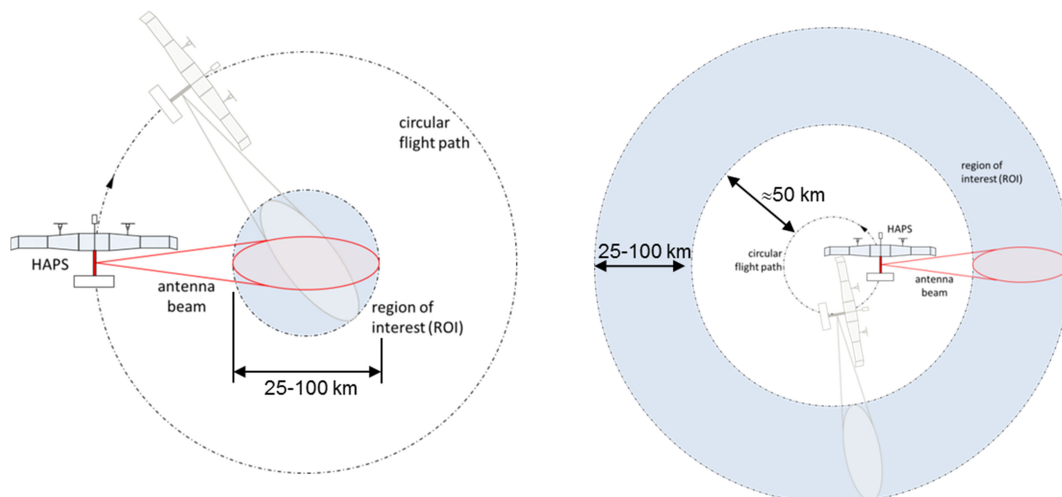 circular
flight path
HAPS
antenna
beam
region of
interest (ROI)
25-100 km
region of
interest (ROI)
≈50 km
HAPS
25-100 km
circular
flight path
antenna
beam